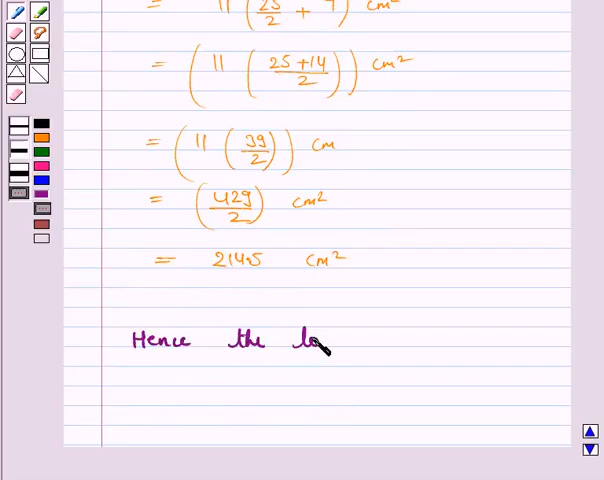 = 11 (25/2 + 7) cm²
= (11 (25+14/2)) cm²
= (11 (39/2)) cm
= (429/2) cm²
= 214.5 cm²
Hence the